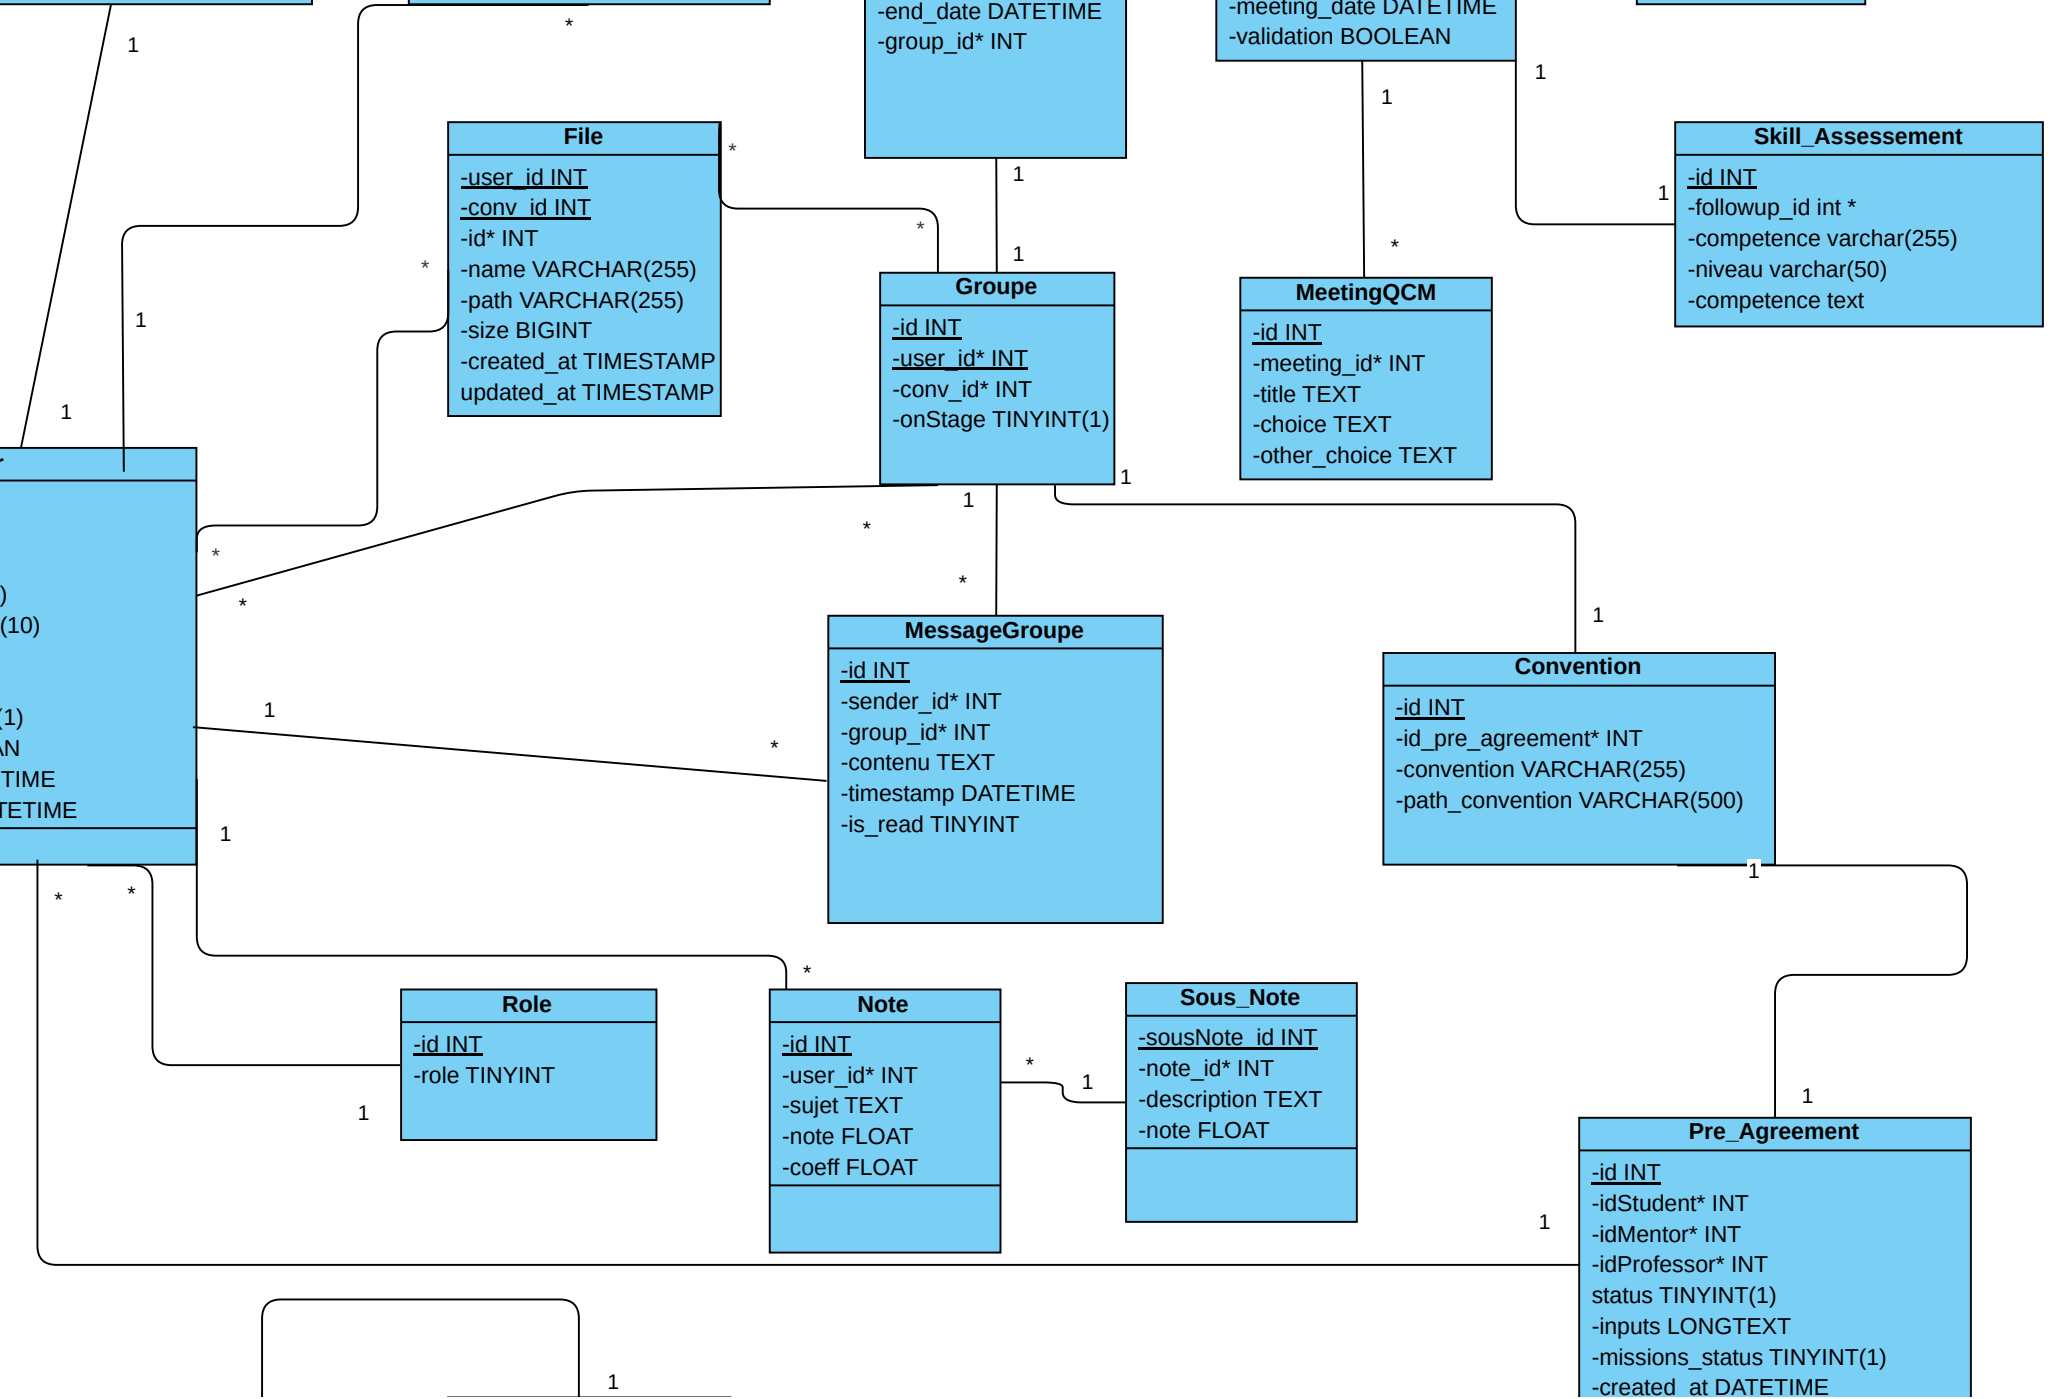 -end_date DATETIME
-group_id* INT
-meeting_date DATETIME
-validation BOOLEAN
1
*
1
1
File
-user_id INT
-conv_id INT
-id* INT
-name VARCHAR(255)
-path VARCHAR(255)
-size BIGINT
-created_at TIMESTAMP
updated_at TIMESTAMP
*
*
*
1
1
Groupe
-id INT
-user_id* INT
-conv_id* INT
-onStage TINYINT(1)
1
*
MeetingQCM
-id INT
-meeting_id* INT
-title TEXT
-choice TEXT
-other_choice TEXT
1
Skill_Assessement
-id INT
-followup_id int *
-competence varchar(255)
-niveau varchar(50)
-competence text
1
1
r
)
(10)
(1)
AN
TIME
TETIME
*
*
1
*
1
*
1
1
*
MessageGroupe
-id INT
-sender_id* INT
-group_id* INT
-contenu TEXT
-timestamp DATETIME
-is_read TINYINT
1
Convention
-id INT
-id_pre_agreement* INT
-convention VARCHAR(255)
-path_convention VARCHAR(500)
1
*
*
1
Role
-id INT
-role TINYINT
*
Note
-id INT
-user_id* INT
-sujet TEXT
-note FLOAT
-coeff FLOAT
*
1
Sous_Note
-sousNote_id INT
-note_id* INT
-description TEXT
-note FLOAT
1
1
Pre_Agreement
-id INT
-idStudent* INT
-idMentor* INT
-idProfessor* INT
status TINYINT(1)
-inputs LONGTEXT
-missions_status TINYINT(1)
-created_at DATETIME
1